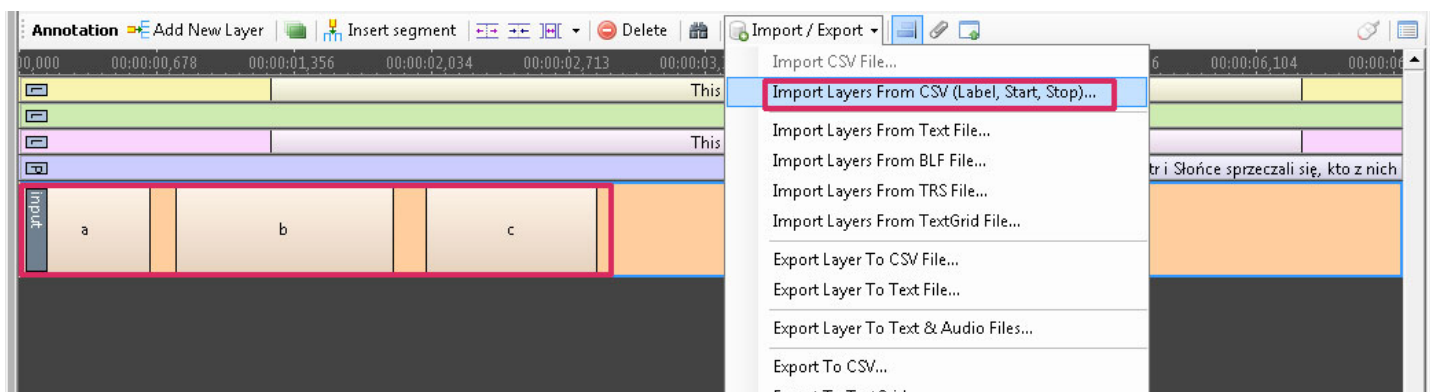 Annotation Add New Layer Insert segment Delete Import / Export
00,000 00:00:00,678 00:00:01,356 00:00:02,034 00:00:02,713 00:00:03, 6 00:00:06,104
Import CSV File...
This
Import Layers From CSV (Label, Start, Stop)...
Import Layers From Text File...
This
Import Layers From BLF File...
tr i Słońce sprzeczali się, kto z nich
Import Layers From TRS File...
input
a b c
Import Layers From TextGrid File...
Export Layer To CSV File...
Export Layer To Text File...
Export Layer To Text & Audio Files...
Export To CSV...